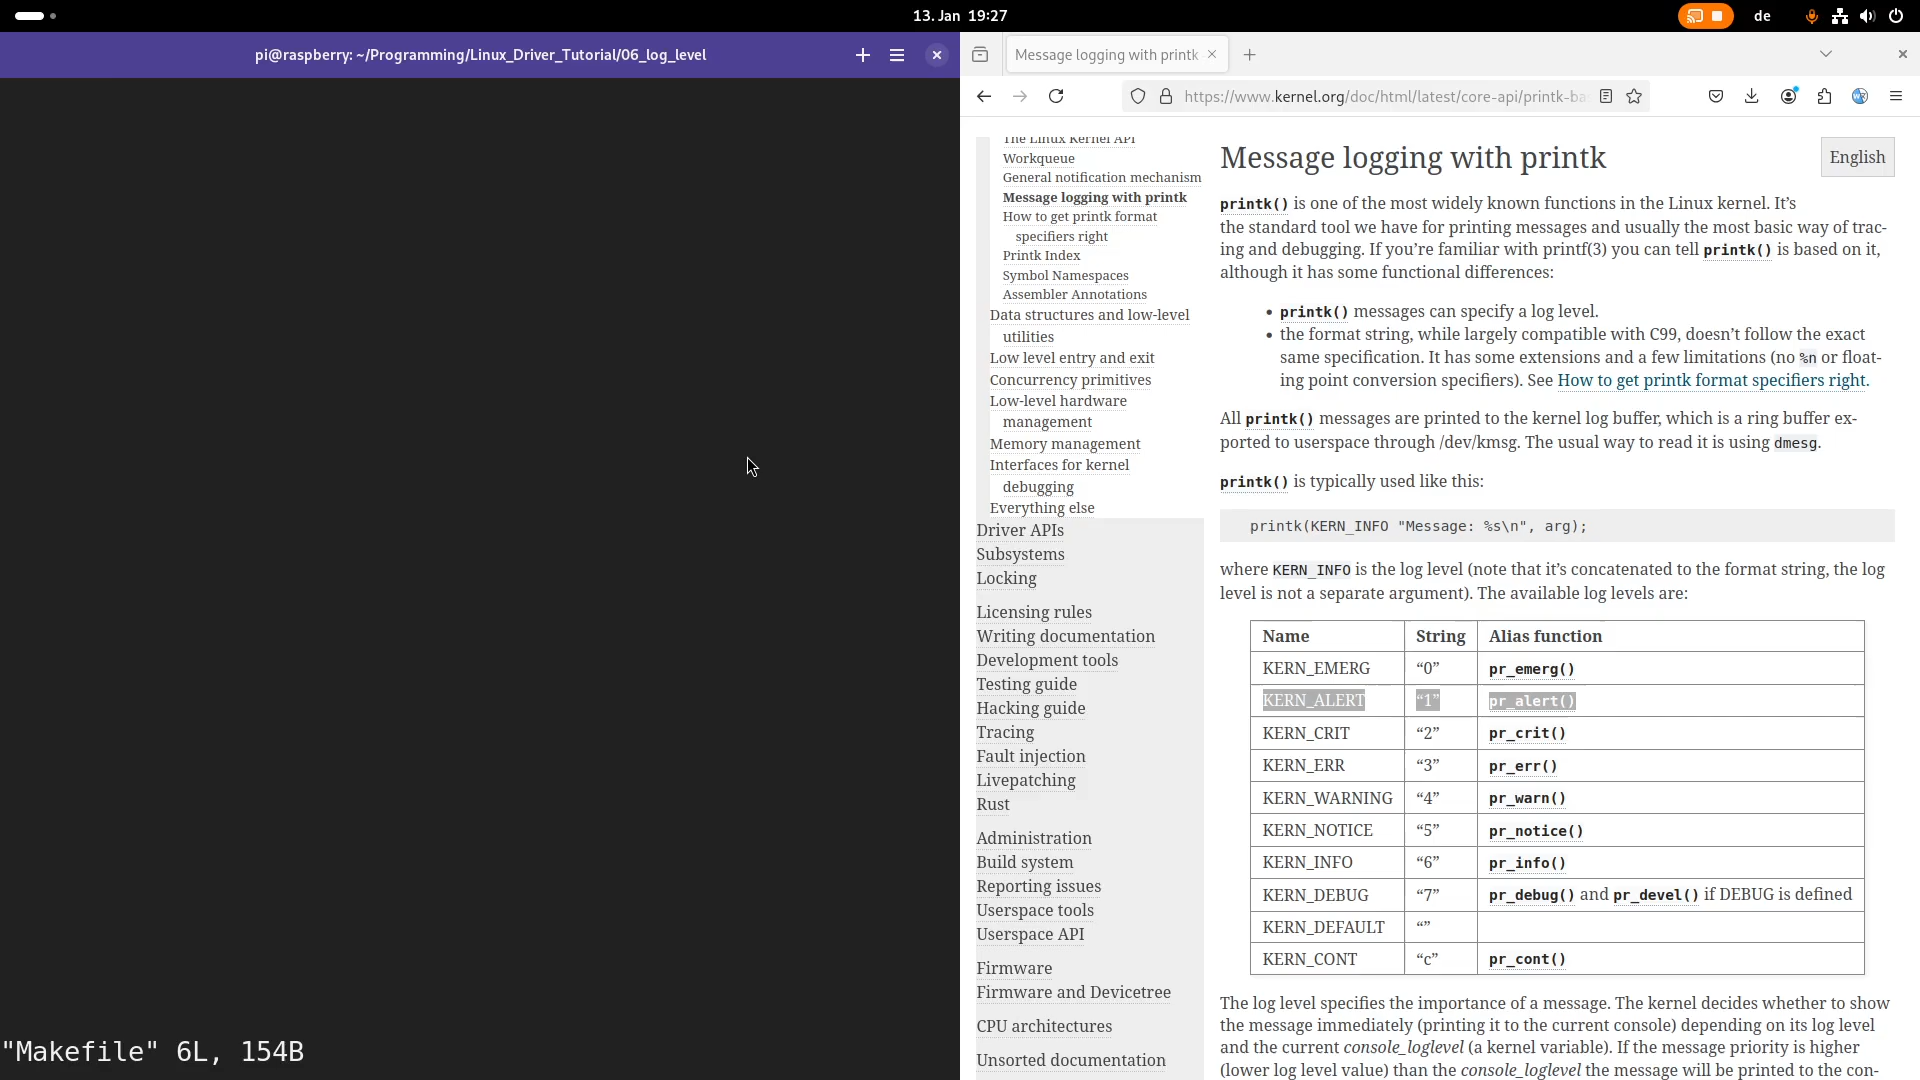 13. Jan 19:27
de
pi@raspberry: ~/Programming/Linux_Driver_Tutorial/06_log_level
"Makefile" 6L, 154B
Message logging with printk
https://www.kernel.org/doc/html/latest/core-api/printk-ba
The Linux Kernel API
Workqueue
General notification mechanism
Message logging with printk
How to get printk format
specifiers right
Printk Index
Symbol Namespaces
Assembler Annotations
Data structures and low-level
utilities
Low level entry and exit
Concurrency primitives
Low-level hardware
management
Memory management
Interfaces for kernel
debugging
Everything else
Driver APIs
Subsystems
Locking
Licensing rules
Writing documentation
Development tools
Testing guide
Hacking guide
Tracing
Fault injection
Livepatching
Rust
Administration
Build system
Reporting issues
Userspace tools
Userspace API
Firmware
Firmware and Devicetree
CPU architectures
Unsorted documentation
Message logging with printk
English
printk() is one of the most widely known functions in the Linux kernel. It’s
the standard tool we have for printing messages and usually the most basic way of trac-
ing and debugging. If you’re familiar with printf(3) you can tell printk() is based on it,
although it has some functional differences:
• printk() messages can specify a log level.
• the format string, while largely compatible with C99, doesn’t follow the exact
same specification. It has some extensions and a few limitations (no %n or float-
ing point conversion specifiers). See How to get printk format specifiers right.
All printk() messages are printed to the kernel log buffer, which is a ring buffer ex-
ported to userspace through /dev/kmsg. The usual way to read it is using dmesg.
printk() is typically used like this:
printk(KERN_INFO "Message: %s\n", arg);
where KERN_INFO is the log level (note that it’s concatenated to the format string, the log
level is not a separate argument). The available log levels are:
Name String Alias function
KERN_EMERG “0” pr_emerg()
KERN_ALERT “1” pr_alert()
KERN_CRIT “2” pr_crit()
KERN_ERR “3” pr_err()
KERN_WARNING “4” pr_warn()
KERN_NOTICE “5” pr_notice()
KERN_INFO “6” pr_info()
KERN_DEBUG “7” pr_debug() and pr_devel() if DEBUG is defined
KERN_DEFAULT “”
KERN_CONT “c” pr_cont()
The log level specifies the importance of a message. The kernel decides whether to show
the message immediately (printing it to the current console) depending on its log level
and the current console_loglevel (a kernel variable). If the message priority is higher
(lower log level value) than the console_loglevel the message will be printed to the con-